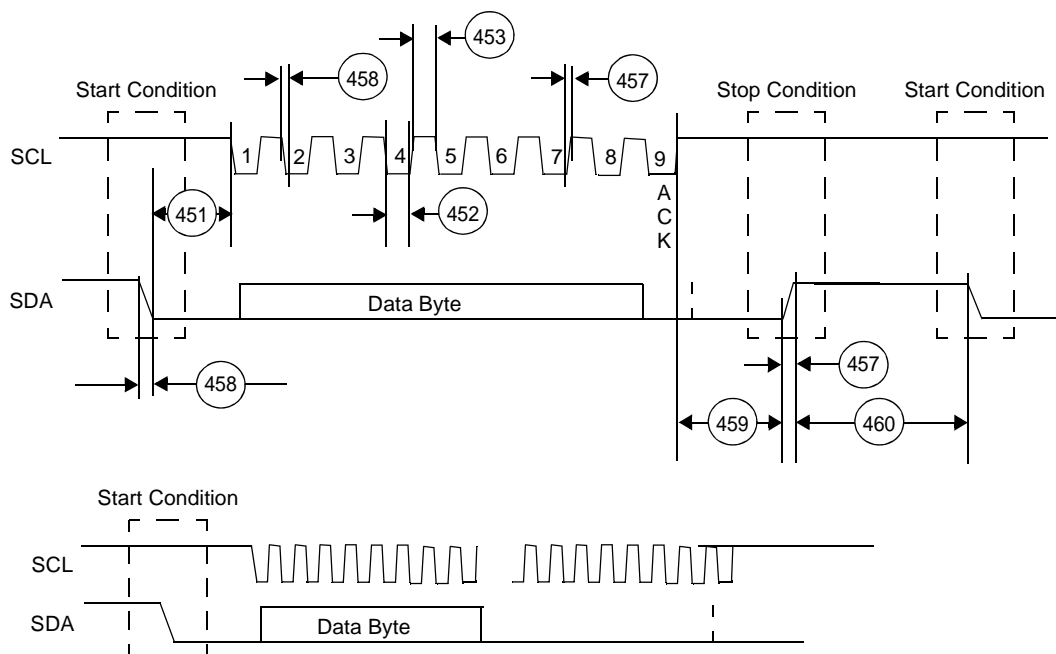 453
458
457
Start Condition
Stop Condition
Start Condition
SCL
1 2 3 4 5 6 7 8 9
A
C
K
451
452
SDA
Data Byte
458
457
459
460
Start Condition
SCL
SDA
Data Byte